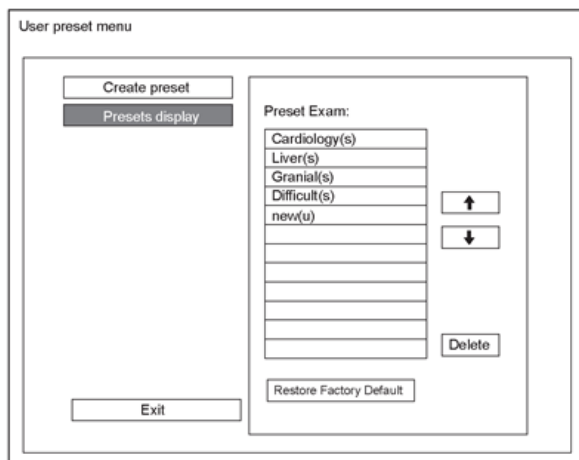 User preset menu
Create preset
Presets display
Preset Exam:
Cardiology(s)
Liver(s)
Granial(s)
Difficult(s)
new(u)
Delete
Restore Factory Default
Exit